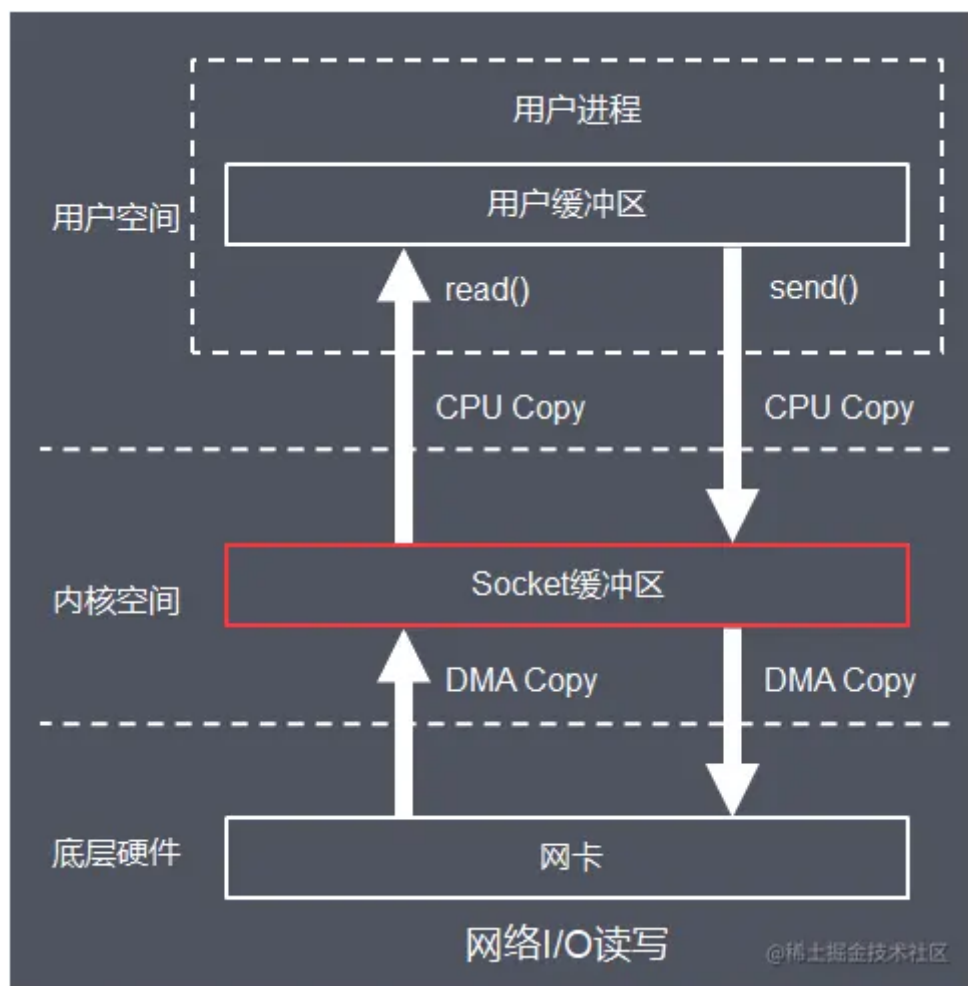 用户进程
用户缓冲区
用户空间
read()
send()
CPU Copy
CPU Copy
Socket缓冲区
内核空间
DMA Copy
DMA Copy
底层硬件
网卡
网络I/O读写
@稀土掘金技术社区